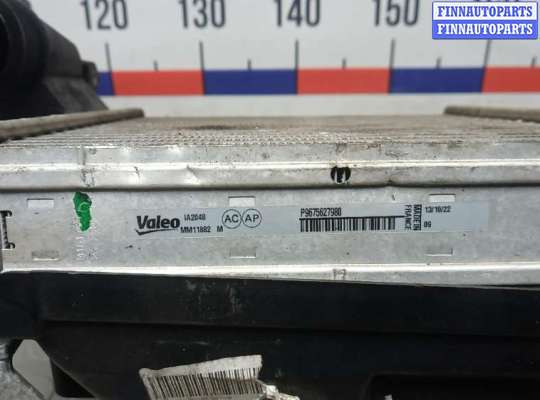 FINNAUTOPARTS
FINNAUTOPARTS
120 130 140 150
Valeo
IA2648
MM11882 M
AC AP
P9675627980
MADE IN
FRANCE
13/10/22
09